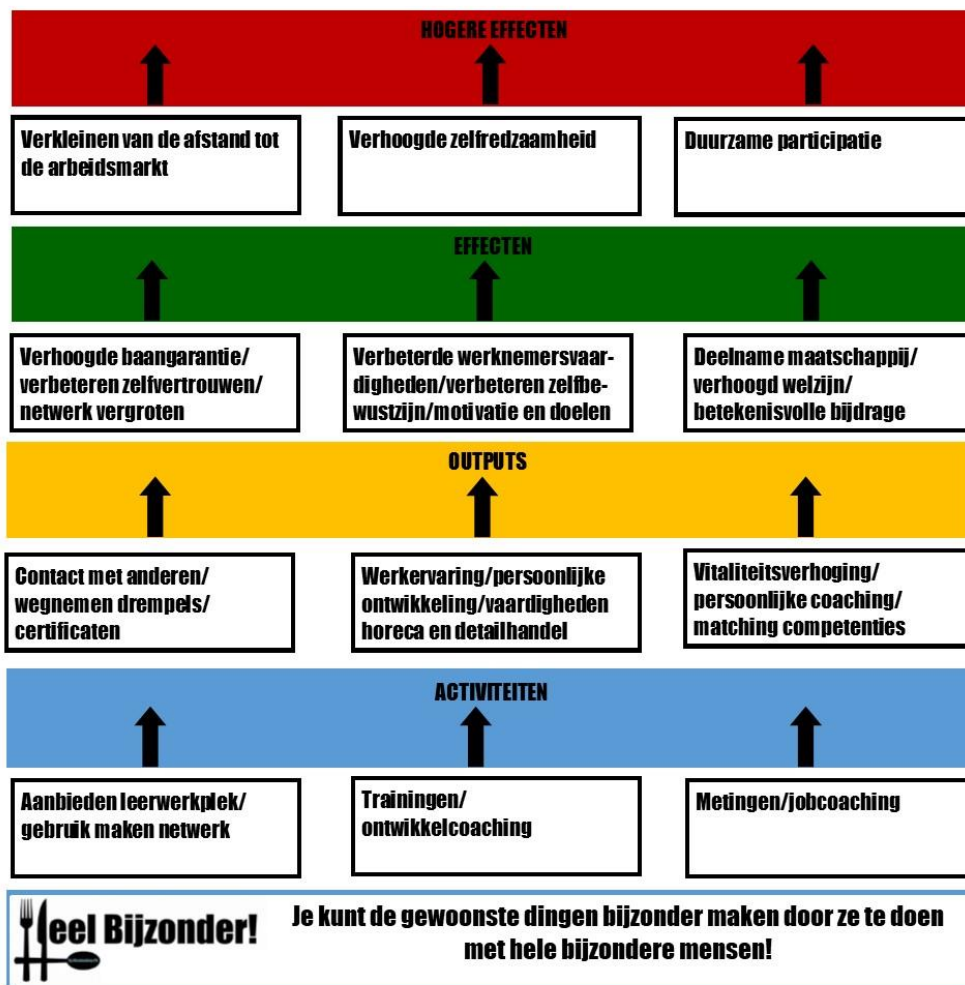 HOGERE EFFECTEN
Verkleinen van de afstand tot
de arbeidsmarkt
Verhoogde zelfredzaamheid
Duurzame participatie
EFFECTEN
Verhoogde baangarantie/
verbeteren zelfvertrouwen/
netwerk vergroten
Verbeterde werknemersvaar-
digheden/verbeteren zelfbe-
wustzijn/motivatie en doelen
Deelname maatschappij/
verhoogd welzijn/
betekenisvolle bijdrage
OUTPUTS
Contact met anderen/
wegnemen drempels/
certificaten
Werkervaring/persoonlijke
ontwikkeling/vaardigheden
horeca en detailhandel
Vitaliteitsverhoging/
persoonlijke coaching/
matching competenties
ACTIVITEITEN
Aanbieden leerwerkplek/
gebruik maken netwerk
Trainingen/
ontwikkelcoaching
Metingen/jobcoaching
Heel Bijzonder!
Je kunt de gewoonste dingen bijzonder maken door ze te doen
met hele bijzondere mensen!